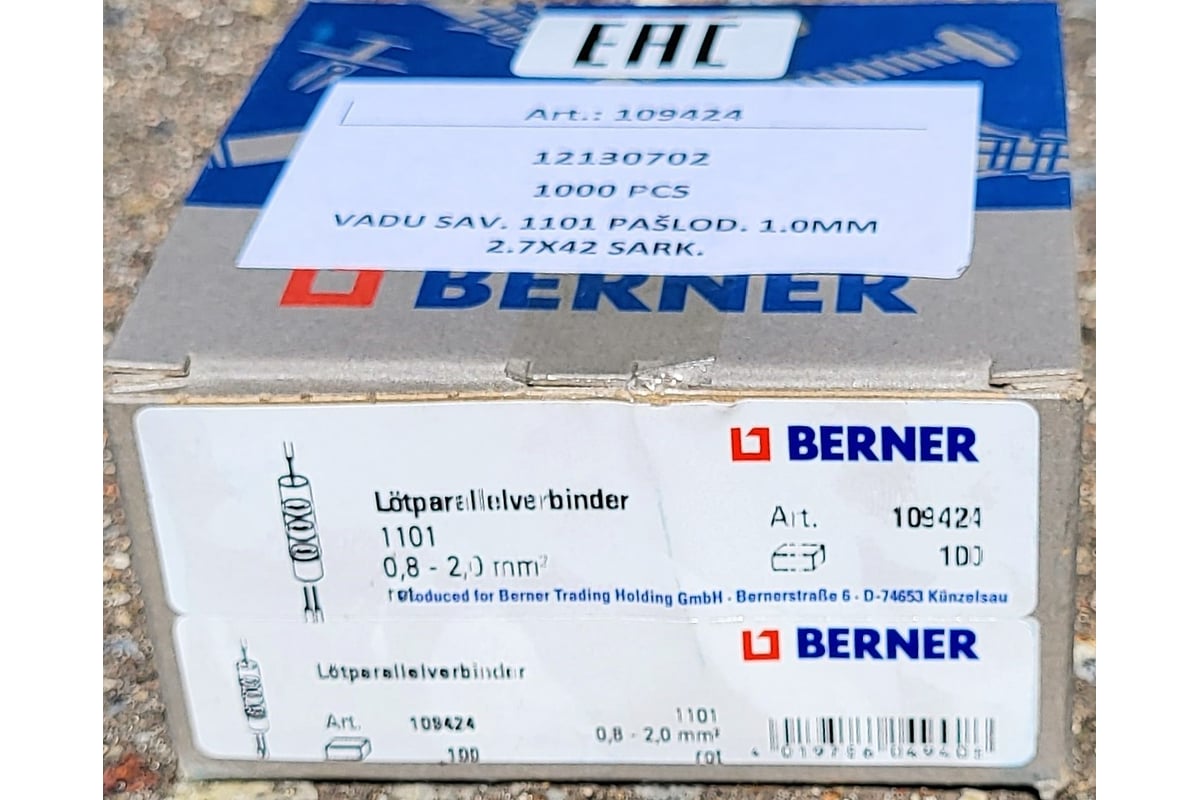 EAC
Art.: 109424
12130702
1000 PCS
VADU SAV. 1101 PAŠLOD. 1.0MM
2.7X42 SARK.
BERNER
BERNER
Lötparallelverbinder
1101
0,8 - 2,0 mm²
rot
Art. 109424
100
Produced for Berner Trading Holding GmbH · Bernerstraße 6 · D-74653 Künzelsau
BERNER
Lötparallelverbinder
Art. 109424
100
1101
0,8 - 2,0 mm²
rot